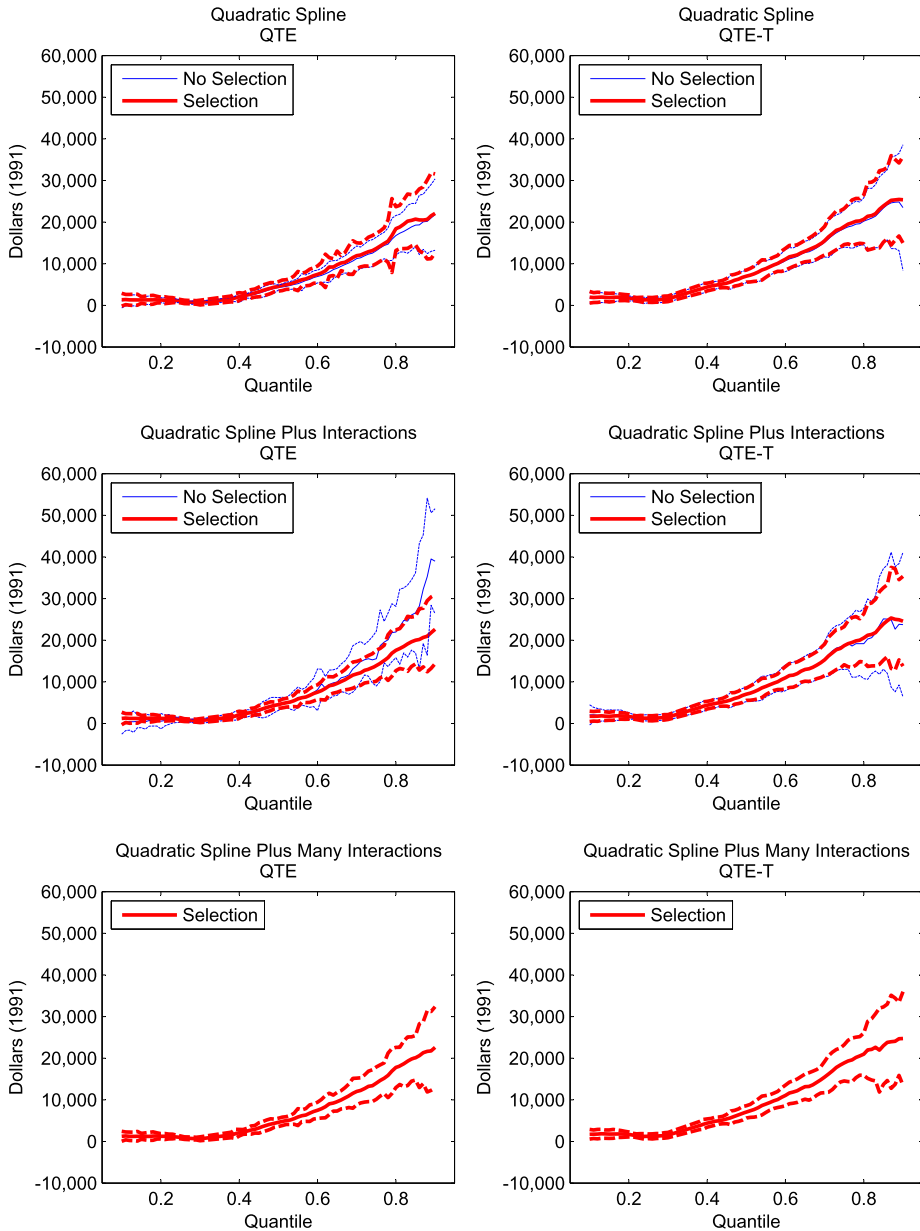 Quadratic Spline
QTE
No Selection
Selection
60,000
50,000
40,000
30,000
20,000
10,000
0
-10,000
Dollars (1991)
0.2 0.4 0.6 0.8
Quantile
Quadratic Spline
QTE-T
No Selection
Selection
60,000
50,000
40,000
30,000
20,000
10,000
0
-10,000
Dollars (1991)
0.2 0.4 0.6 0.8
Quantile
Quadratic Spline Plus Interactions
QTE
No Selection
Selection
60,000
50,000
40,000
30,000
20,000
10,000
0
-10,000
Dollars (1991)
0.2 0.4 0.6 0.8
Quantile
Quadratic Spline Plus Interactions
QTE-T
No Selection
Selection
60,000
50,000
40,000
30,000
20,000
10,000
0
-10,000
Dollars (1991)
0.2 0.4 0.6 0.8
Quantile
Quadratic Spline Plus Many Interactions
QTE
Selection
60,000
50,000
40,000
30,000
20,000
10,000
0
-10,000
Dollars (1991)
0.2 0.4 0.6 0.8
Quantile
Quadratic Spline Plus Many Interactions
QTE-T
Selection
60,000
50,000
40,000
30,000
20,000
10,000
0
-10,000
Dollars (1991)
0.2 0.4 0.6 0.8
Quantile